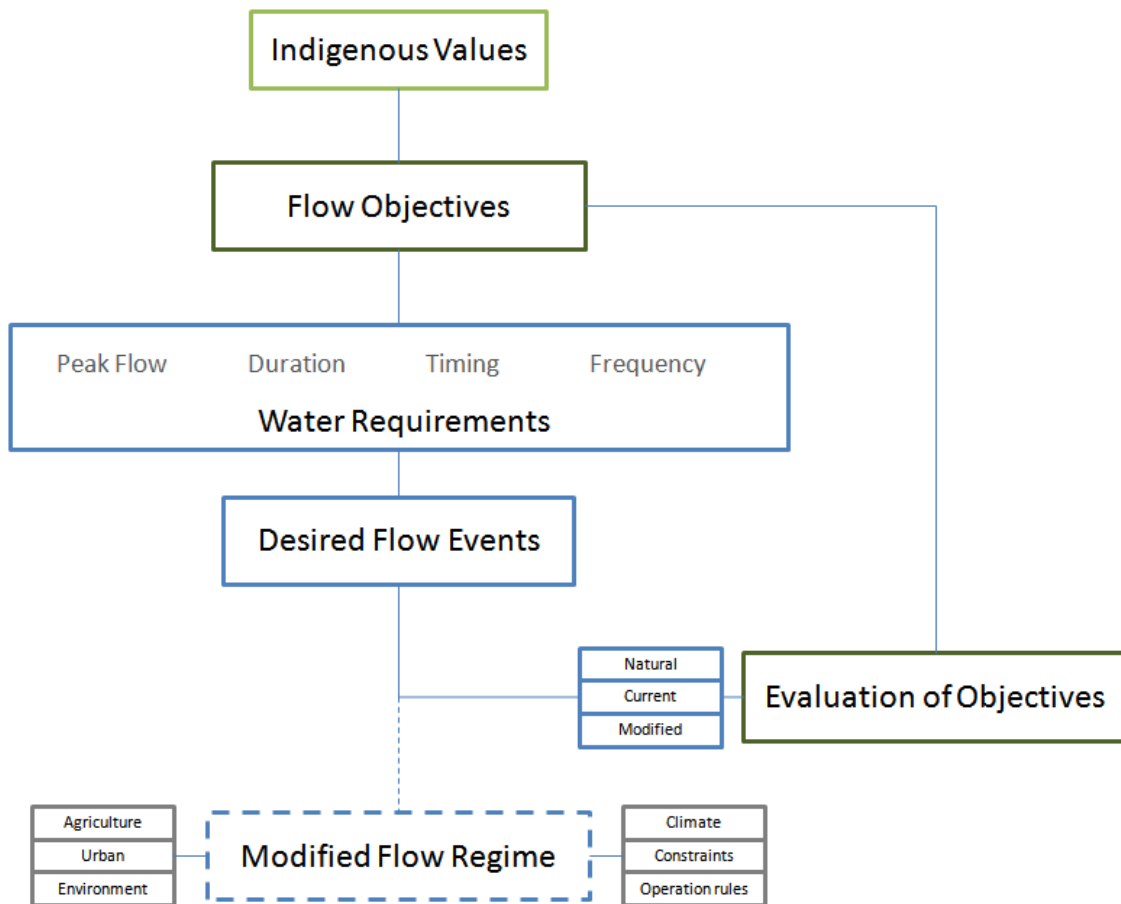 Indigenous Values
Flow Objectives
Peak Flow Duration Timing Frequency
Water Requirements
Desired Flow Events
Natural
Current
Modified
Evaluation of Objectives
Agriculture
Urban
Environment
Modified Flow Regime
Climate
Constraints
Operation rules